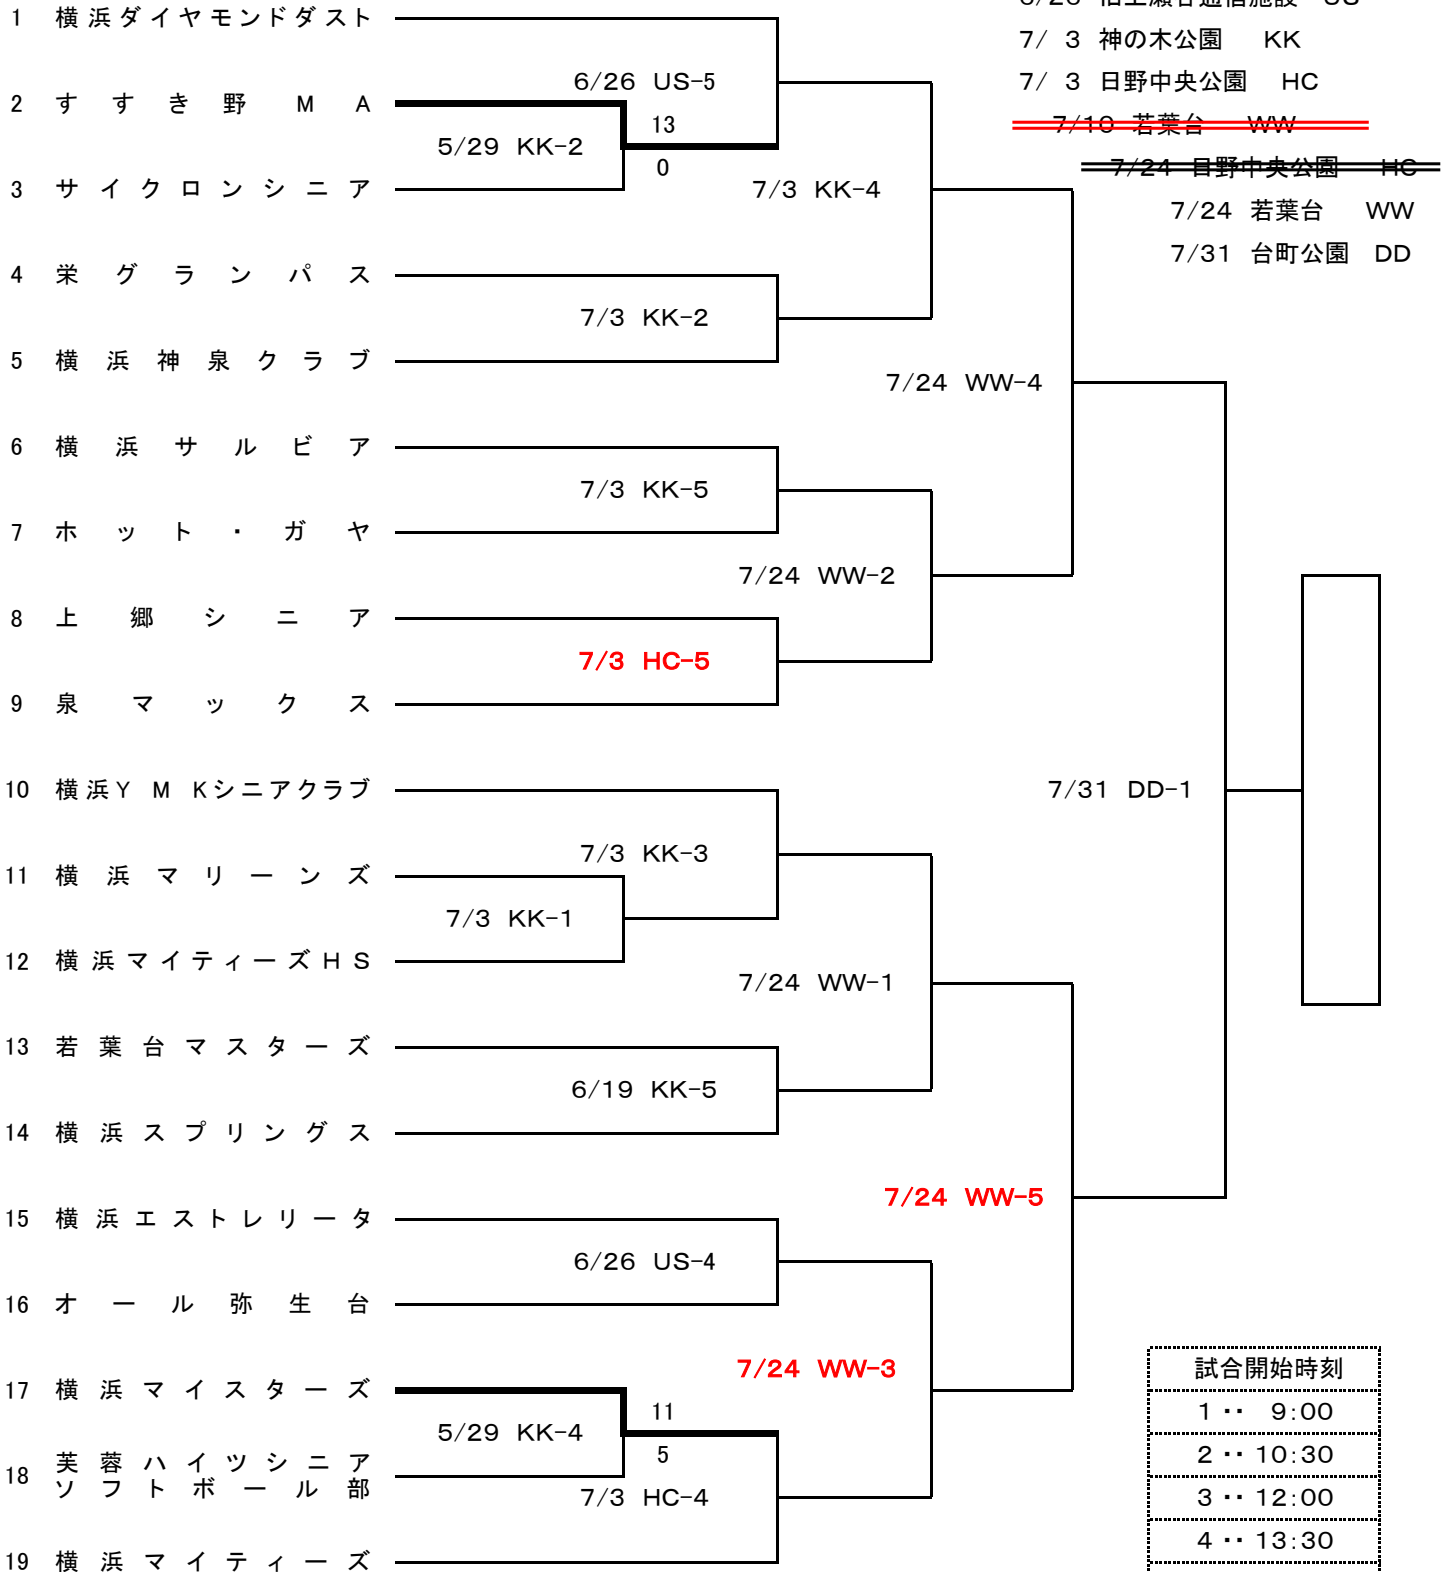 1 横浜ダイヤモンドダスト
7/ 3 神の木公園 KK
6/26 US-5
7/ 3 日野中央公園 HC
2 すすき野MA
13
7/10 若葉台 WW
5/29 KK-2
0
7/24 日野中央公園 HC
3 サイクロンシニア
7/3 KK-4
7/24 若葉台 WW
7/31 台町公園 DD
4 栄グランパス
7/3 KK-2
5 横浜神泉クラブ
7/24 WW-4
6 横浜サルビア
7/3 KK-5
7 ホット・ガヤ
7/24 WW-2
8 上郷シニア
7/3 HC-5
9 泉マックス
10 横浜YMKシニアクラブ
7/31 DD-1
7/3 KK-3
11 横浜マリーンズ
7/3 KK-1
12 横浜マイティーズHS
7/24 WW-1
13 若葉台マスターズ
6/19 KK-5
14 横浜スプリングス
7/24 WW-5
15 横浜エストレリータ
6/26 US-4
16 オール弥生台
7/24 WW-3
試合開始時刻
17 横浜マイスターズ
11
1 ‥ 9:00
5/29 KK-4
5
2 ‥ 10:30
18 芙蓉ハイツシニア
ソフトボール部
7/3 HC-4
3 ‥ 12:00
4 ‥ 13:30
19 横浜マイティーズ